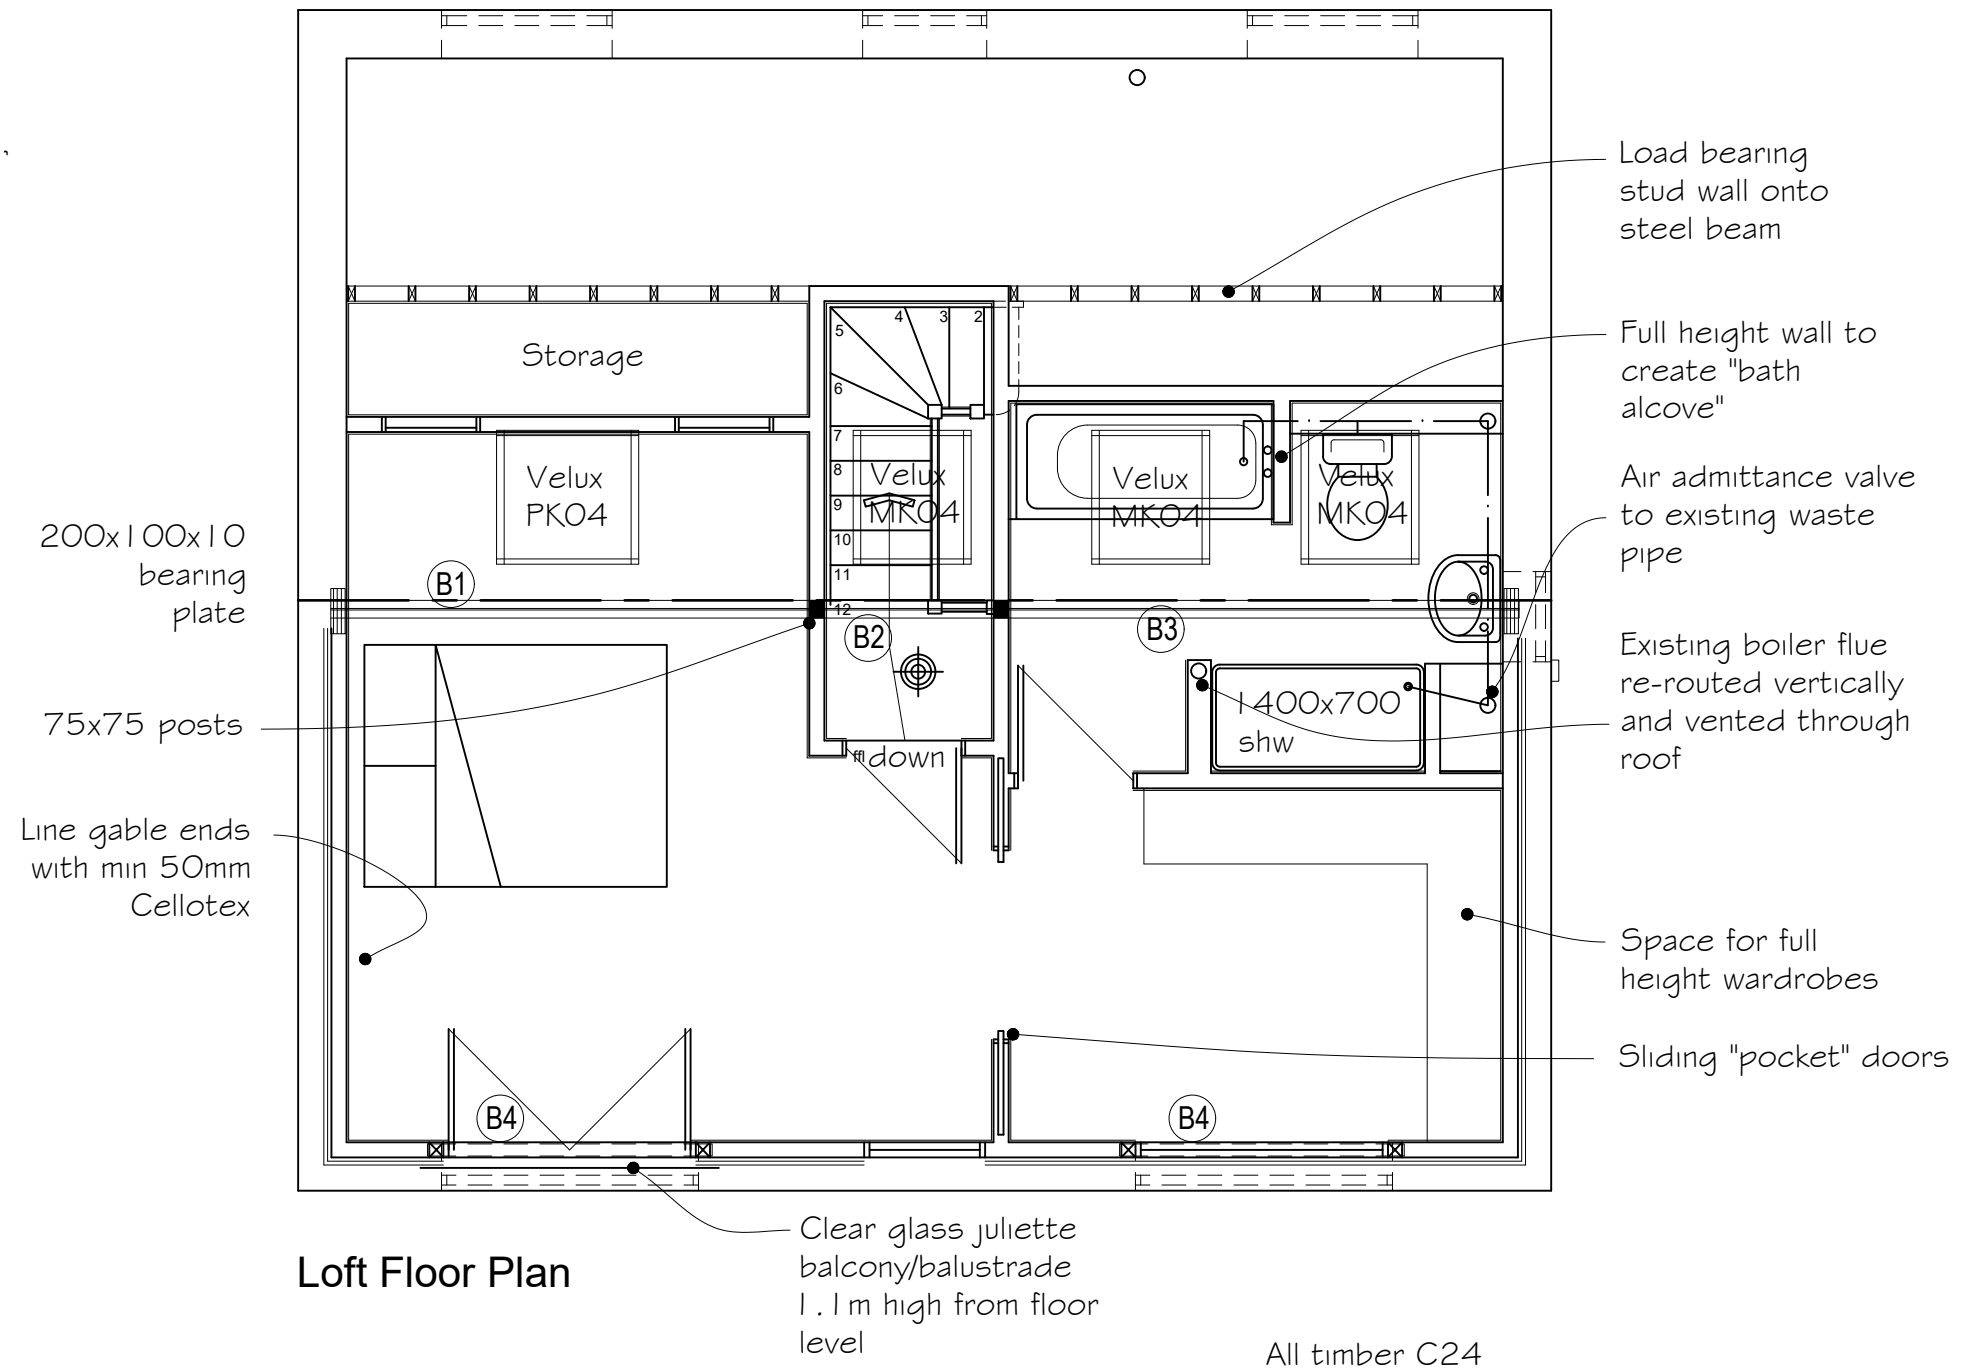 Load bearing
stud wall onto
steel beam
Full height wall to
create "bath
alcove"
Air admittance valve
to existing waste
pipe
Existing boiler flue
re-routed vertically
and vented through
roof
Space for full
height wardrobes
Sliding "pocket" doors
200x100x10
bearing
plate
75x75 posts
Line gable ends
with min 50mm
Cellotex
Storage
Velux
PK04
Velux
MK04
Velux
MK04
Velux
MK04
2
3
4
5
6
7
8
9
10
11
12
B1
B2
B3
1400x700
shw
ffl
down
B4
B4
Clear glass juliette
balcony/balustrade
1.1m high from floor
level
Loft Floor Plan
All timber C24